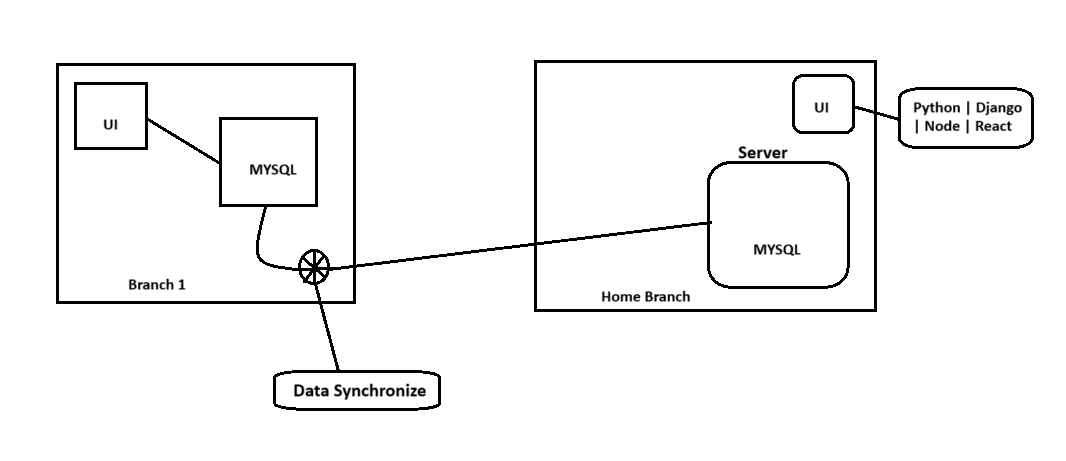 UI
MYSQL
Branch 1
Data Synchronize
UI
Python | Django
| Node | React
Server
MYSQL
Home Branch